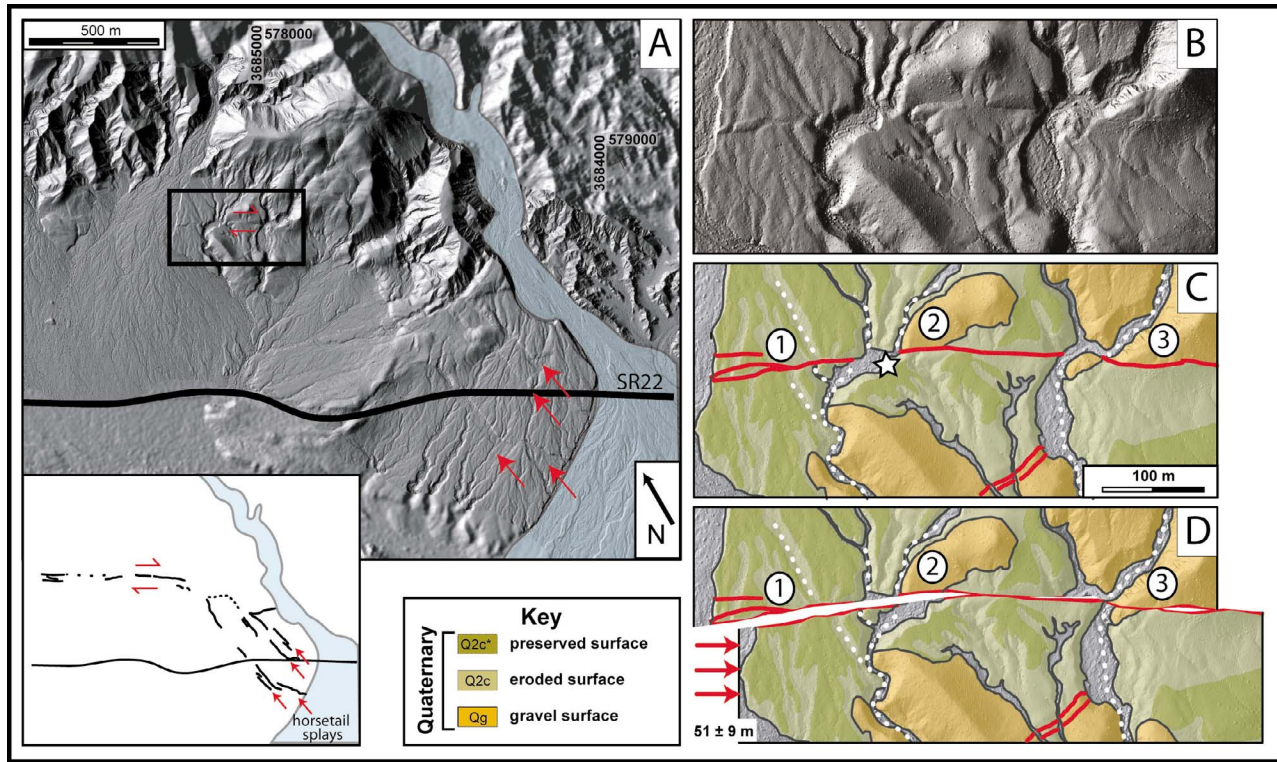 500 m
3685000
578000
A
3684000
579000
SR22
N
horsetail
splays
Key
Quaternary
Q2c* preserved surface
Q2c eroded surface
Qg gravel surface
B
C
1
2
3
100 m
D
1
2
3
51 ± 9 m